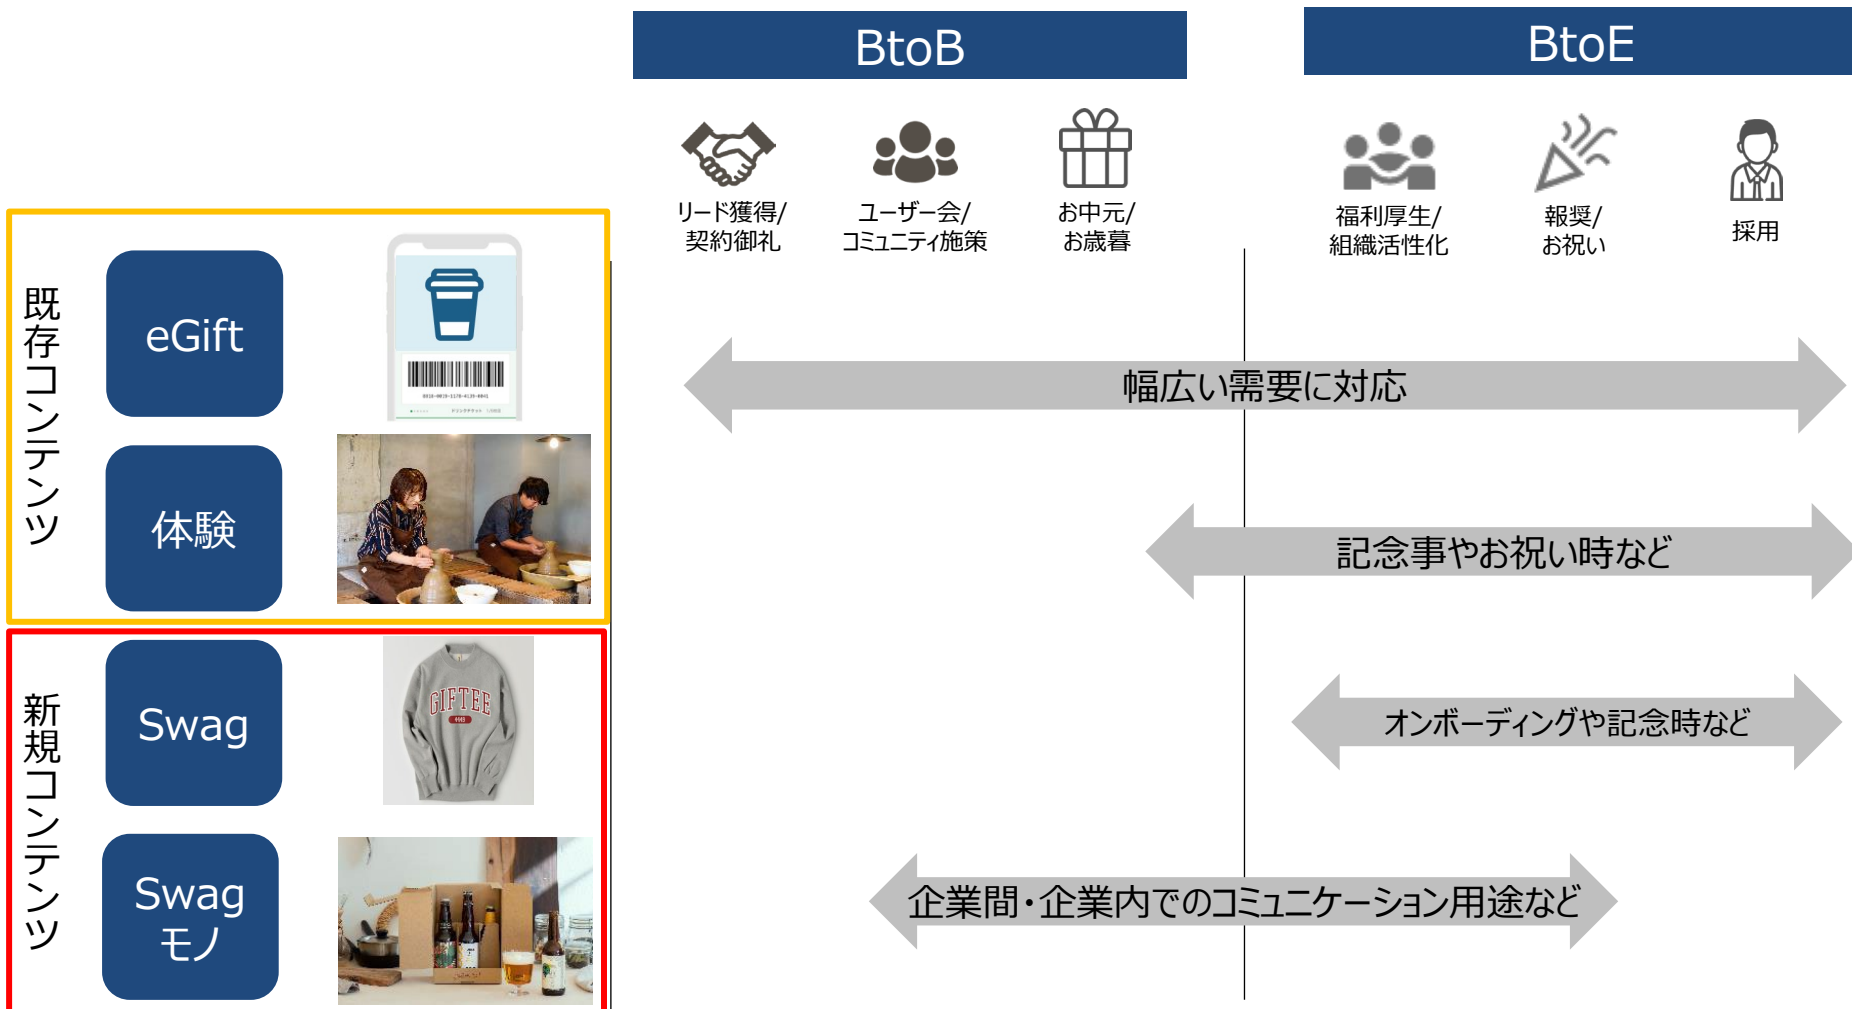 BtoB
BtoE
リード獲得/
契約御礼
ユーザー会/
コミュニティ施策
お中元/
お歳暮
福利厚生/
組織活性化
報奨/
お祝い
採用
既存コンテンツ
eGift
幅広い需要に対応
体験
記念事やお祝い時など
新規コンテンツ
Swag
GIFTEE
オンボーディングや記念時など
Swag
モノ
企業間・企業内でのコミュニケーション用途など